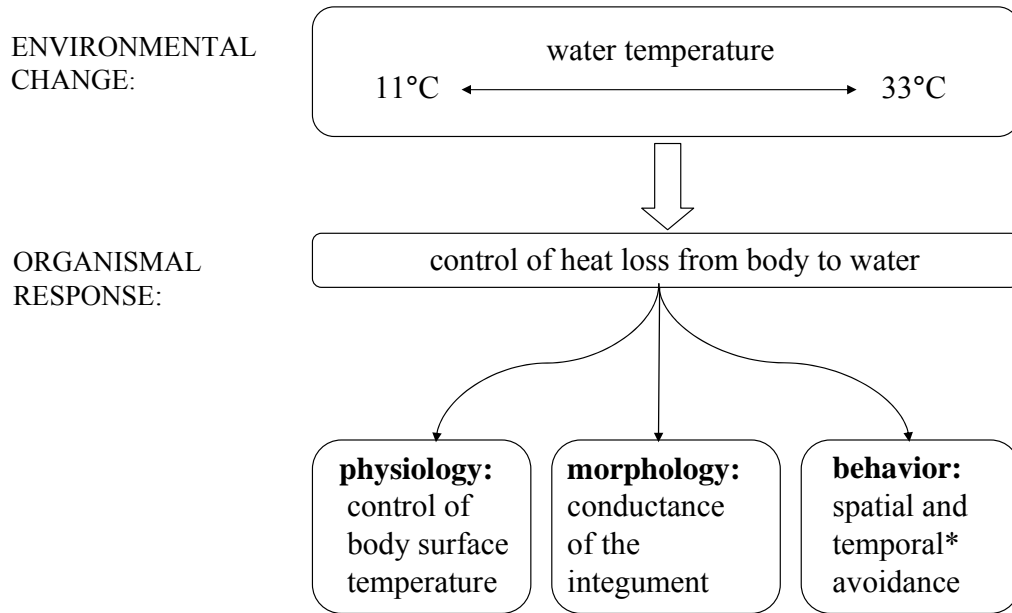 ENVIRONMENTAL
CHANGE:
water temperature
11°C 33°C
ORGANISMAL
RESPONSE:
control of heat loss from body to water
physiology:
control of
body surface
temperature
morphology:
conductance
of the
integument
behavior:
spatial and
temporal*
avoidance